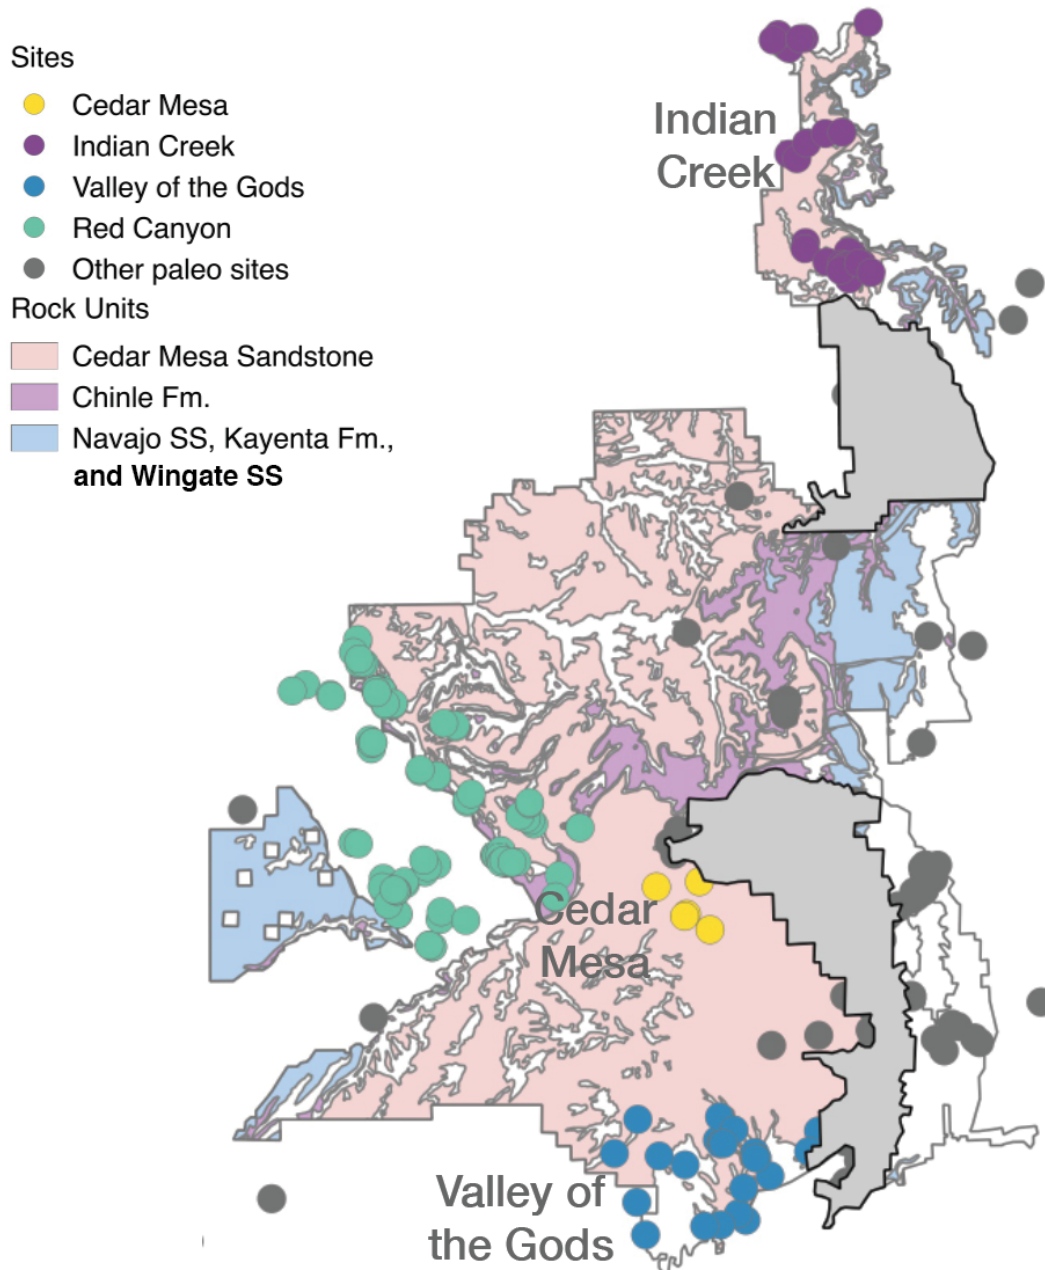 Sites
Cedar Mesa
Indian Creek
Valley of the Gods
Red Canyon
Other paleo sites
Rock Units
Cedar Mesa Sandstone
Chinle Fm.
Navajo SS, Kayenta Fm.,
and Wingate SS
Indian
Creek
Cedar
Mesa
Valley of
the Gods